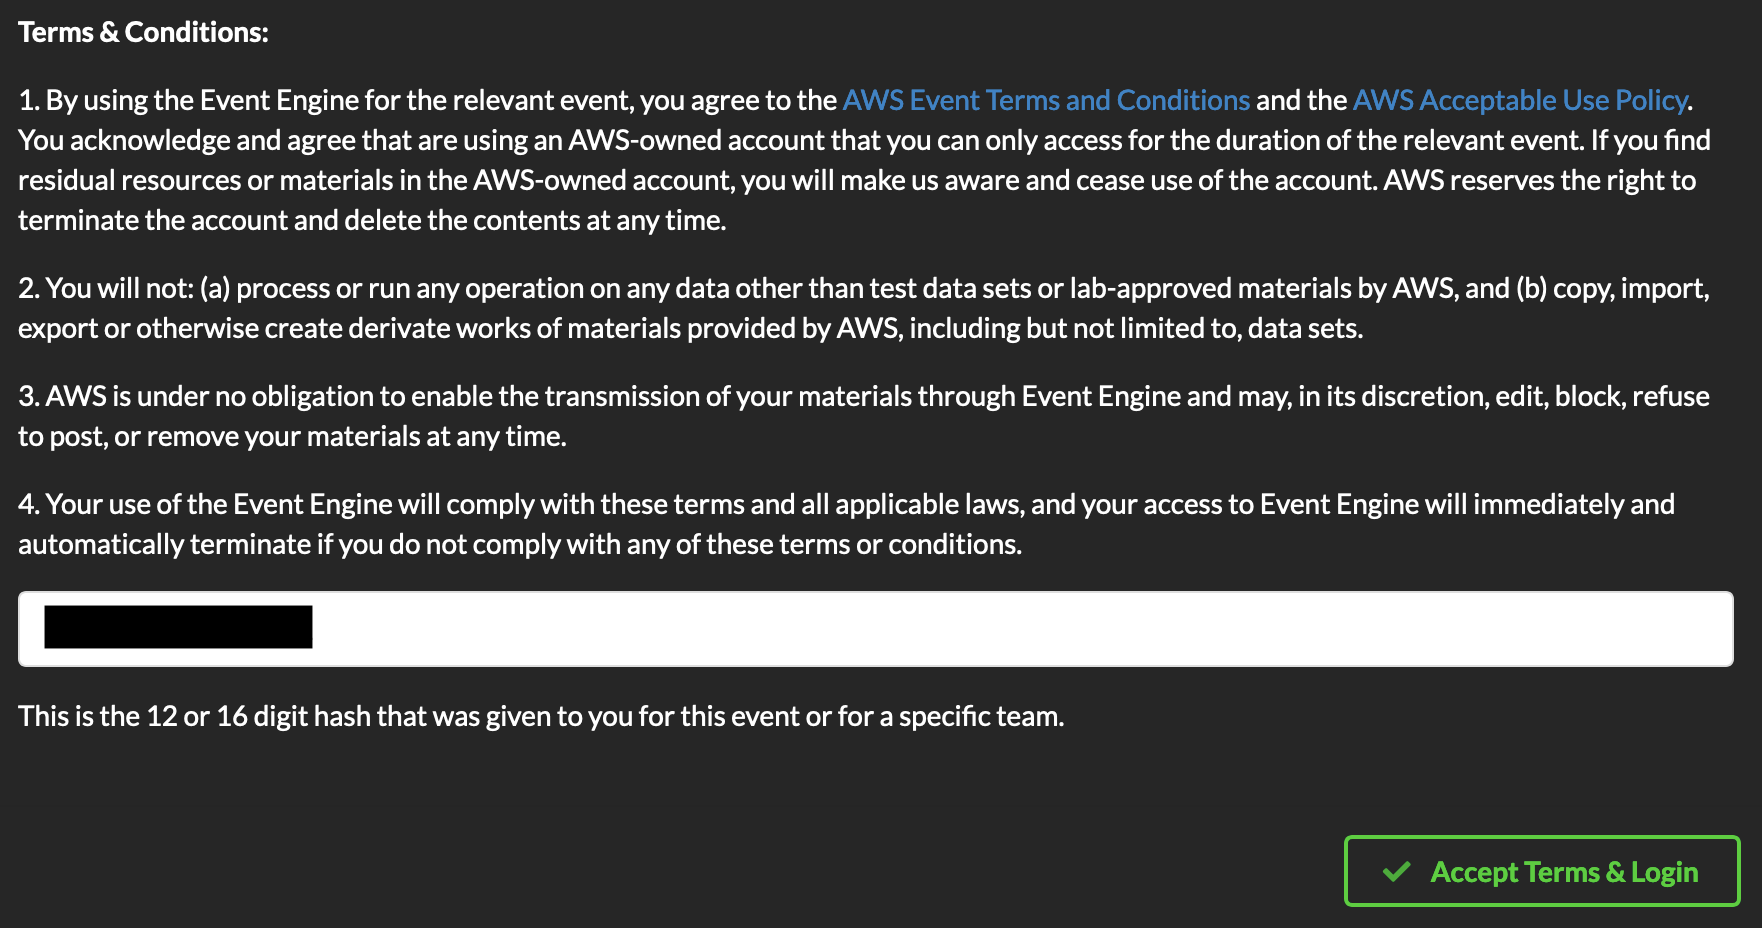 Terms & Conditions:
1. By using the Event Engine for the relevant event, you agree to the AWS Event Terms and Conditions and the AWS Acceptable Use Policy.
You acknowledge and agree that are using an AWS-owned account that you can only access for the duration of the relevant event. If you find
residual resources or materials in the AWS-owned account, you will make us aware and cease use of the account. AWS reserves the right to
terminate the account and delete the contents at any time.
2. You will not: (a) process or run any operation on any data other than test data sets or lab-approved materials by AWS, and (b) copy, import,
export or otherwise create derivate works of materials provided by AWS, including but not limited to, data sets.
3. AWS is under no obligation to enable the transmission of your materials through Event Engine and may, in its discretion, edit, block, refuse
to post, or remove your materials at any time.
4. Your use of the Event Engine will comply with these terms and all applicable laws, and your access to Event Engine will immediately and
automatically terminate if you do not comply with any of these terms or conditions.
This is the 12 or 16 digit hash that was given to you for this event or for a specific team.
Accept Terms & Login